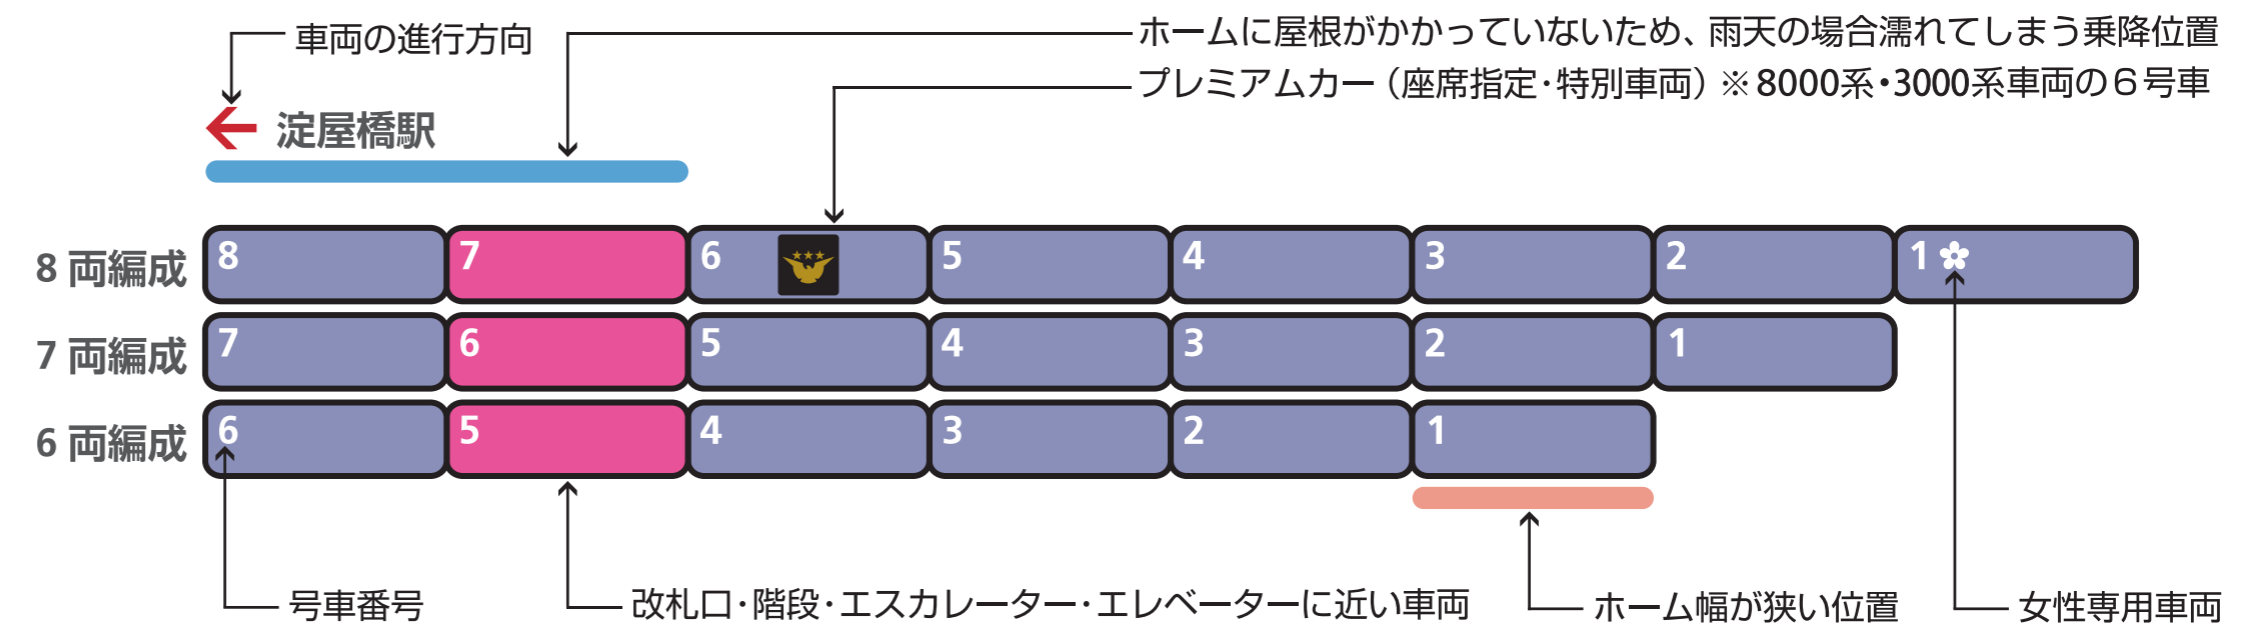 車両の進行方向
ホームに屋根がかかっていないため、雨天の場合濡れてしまう乗降位置
プレミアムカー（座席指定・特別車両）※8000系・3000系車両の６号車
淀屋橋駅
8 両編成 8 7 6 5 4 3 2 1
7 両編成 7 6 5 4 3 2 1
6 両編成 6 5 4 3 2 1
号車番号
改札口・階段・エスカレーター・エレベーターに近い車両
ホーム幅が狭い位置
女性専用車両